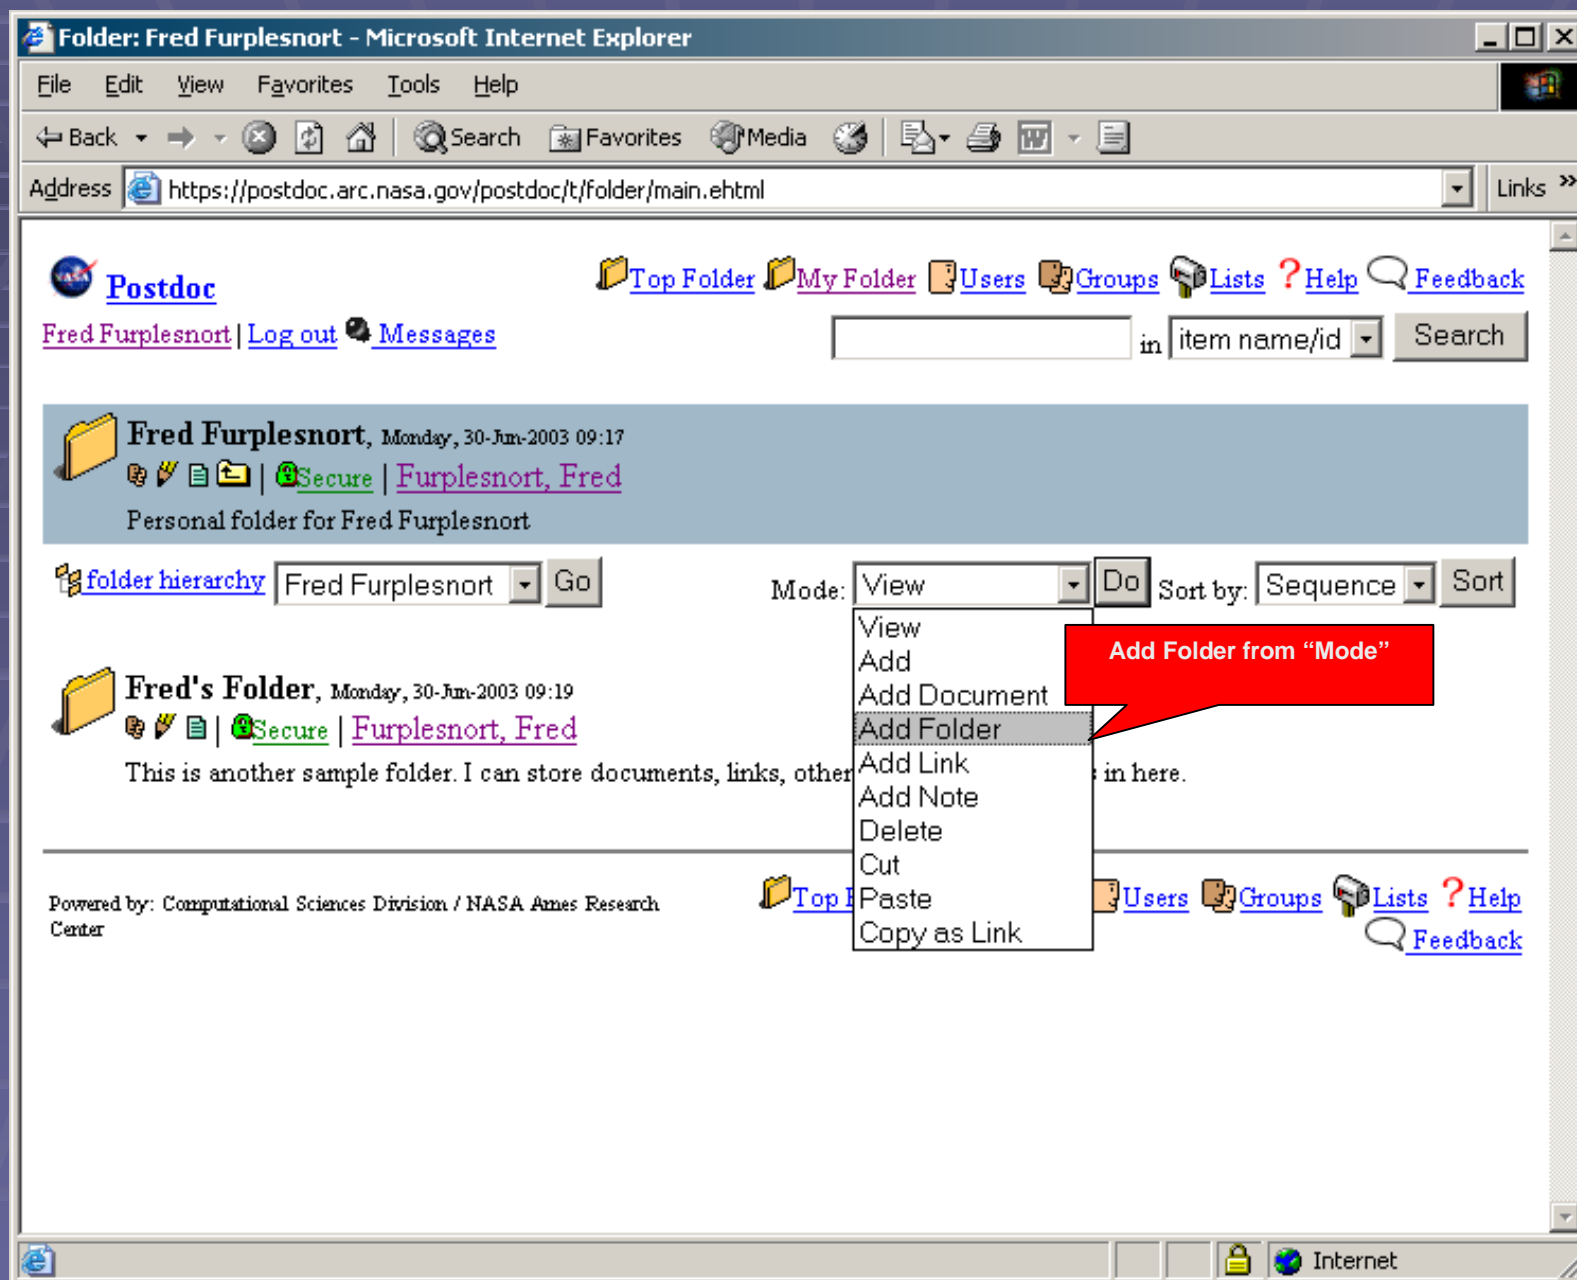 Folder: Fred Furplesnort - Microsoft Internet Explorer
File Edit View Favorites Tools Help
Back Search Favorites Media
Address https://postdoc.arc.nasa.gov/postdoc/t/folder/main.ehtml Links »
Postdoc Top Folder My Folder Users Groups Lists ? Help Feedback
Fred Furplesnort | Log out Messages in item name/id Search
Fred Furplesnort, Monday, 30-Jun-2003 09:17
| Secure | Furplesnort, Fred
Personal folder for Fred Furplesnort
folder hierarchy Fred Furplesnort Go Mode: View Do Sort by: Sequence Sort
View
Add
Add Document
Add Folder
Add Link
Add Note
Delete
Cut
Paste
Copy as Link
Add Folder from “Mode”
Fred's Folder, Monday, 30-Jun-2003 09:19
| Secure | Furplesnort, Fred
This is another sample folder. I can store documents, links, other in here.
Powered by: Computational Sciences Division / NASA Ames Research
Center
Top Users Groups Lists ? Help
Feedback
Internet